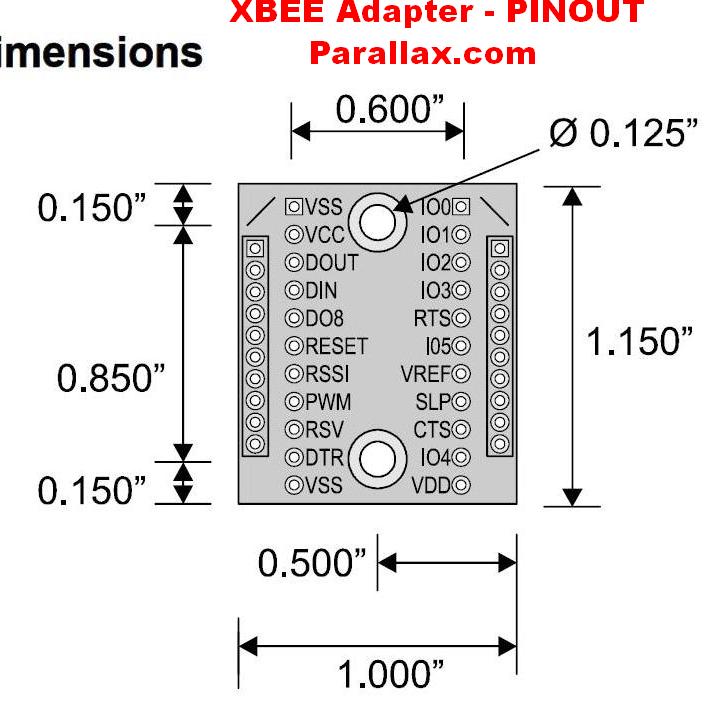 XBEE Adapter - PINOUT
imensions
Parallax.com
0.600”
Ø 0.125”
0.150”
VSS IO0
VCC IO1
DOUT IO2
DIN IO3
DO8 RTS
RESET I05
1.150”
0.850”
RSSI VREF
PWM SLP
RSV CTS
DTR IO4
0.150”
VSS VDD
0.500”
1.000”